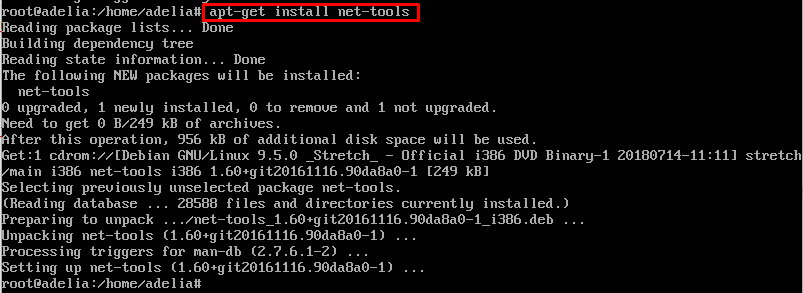 root@adelia:/home/adelia# apt-get install net-tools
Reading package lists... Done
Building dependency tree
Reading state information... Done
The following NEW packages will be installed:
  net-tools
0 upgraded, 1 newly installed, 0 to remove and 1 not upgraded.
Need to get 0 B/249 kB of archives.
After this operation, 956 kB of additional disk space will be used.
Get:1 cdrom://[Debian GNU/Linux 9.5.0 _Stretch_ - Official i386 DVD Binary-1 20180714-11:11] stretch
/main i386 net-tools i386 1.60+git20161116.90da8a0-1 [249 kB]
Selecting previously unselected package net-tools.
(Reading database ... 28588 files and directories currently installed.)
Preparing to unpack .../net-tools_1.60+git20161116.90da8a0-1_i386.deb ...
Unpacking net-tools (1.60+git20161116.90da8a0-1) ...
Processing triggers for man-db (2.7.6.1-2) ...
Setting up net-tools (1.60+git20161116.90da8a0-1) ...
root@adelia:/home/adelia#